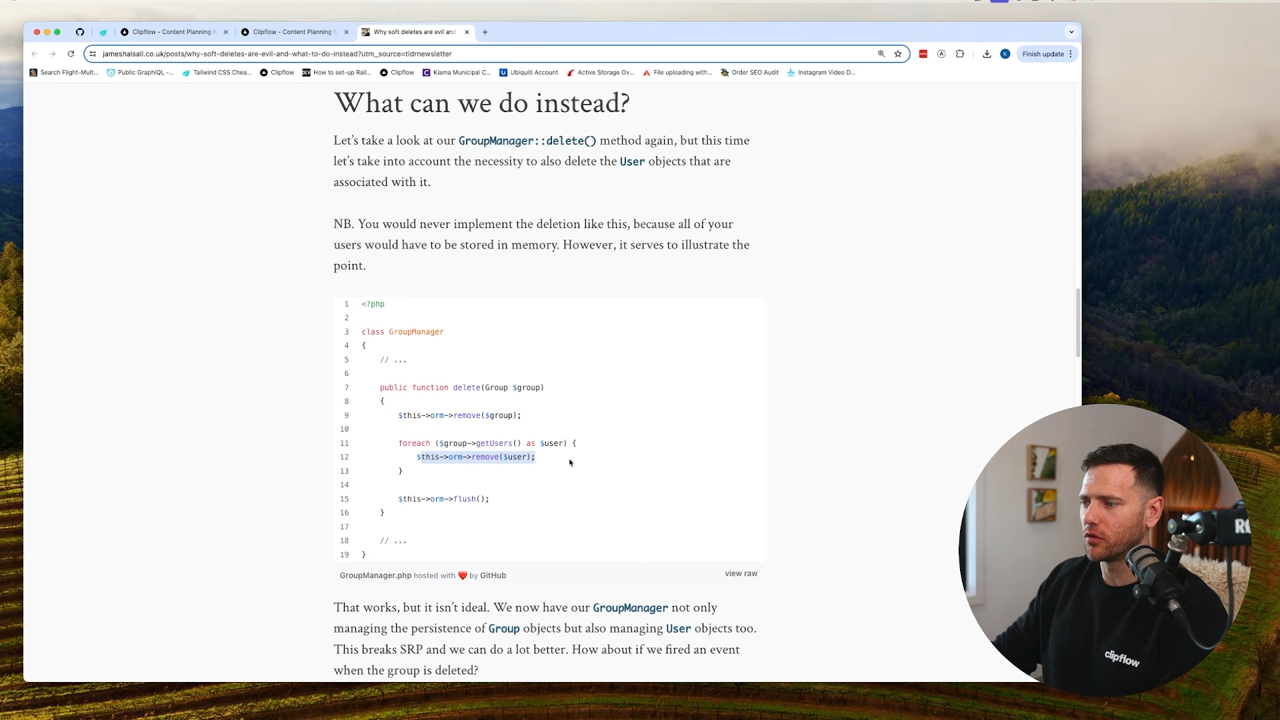 Clipflow - Content Planning
Clipflow - Content Planning
Why soft deletes are evil and
jameshalsall.co.uk/posts/why-soft-deletes-are-evil-and-what-to-do-instead?utm_source=tldrnewsletter
Finish update
Search Flight-Mult...
Public GraphiQL -...
Tailwind CSS Chea...
Clipflow
How to set-up Rail...
Clipflow
Kiama Municipal C...
Ubiquiti Account
Active Storage Ov...
File uploading with...
Order SEO Audit
Instagram Video D...
What can we do instead?
Let's take a look at our GroupManager::delete() method again, but this time
let's take into account the necessity to also delete the User objects that are
associated with it.
NB. You would never implement the deletion like this, because all of your
users would have to be stored in memory. However, it serves to illustrate the
point.
1 <?php
2
3 class GroupManager
4 {
5 // ...
6
7 public function delete(Group $group)
8 {
9 $this->orm->remove($group);
10
11 foreach ($group->getUsers() as $user) {
12 $this->orm->remove($user);
13 }
14
15 $this->orm->flush();
16 }
17
18 // ...
19 }
GroupManager.php hosted with ❤ by GitHub
view raw
That works, but it isn't ideal. We now have our GroupManager not only
managing the persistence of Group objects but also managing User objects too.
This breaks SRP and we can do a lot better. How about if we fired an event
when the group is deleted?
clipflow